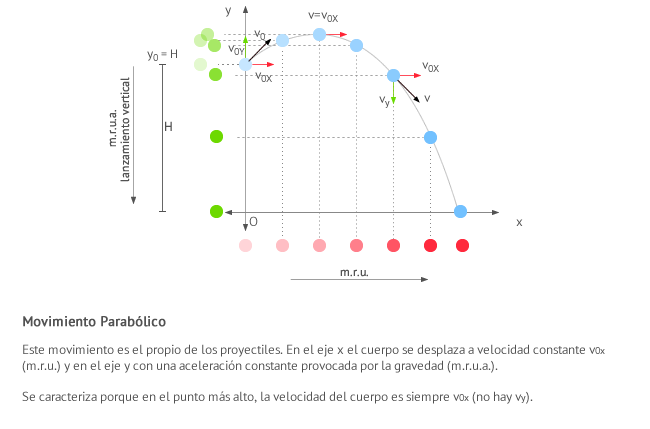 y
v=v0X
v0
y0 = H
v0Y
v0X
v0X
vy
v
m.r.u.a.
lanzamiento vertical
H
O
x
m.r.u.
Movimiento Parabólico
Este movimiento es el propio de los proyectiles. En el eje x el cuerpo se desplaza a velocidad constante v0x
(m.r.u.) y en el eje y con una aceleración constante provocada por la gravedad (m.r.u.a.).
Se caracteriza porque en el punto más alto, la velocidad del cuerpo es siempre v0x (no hay vy).